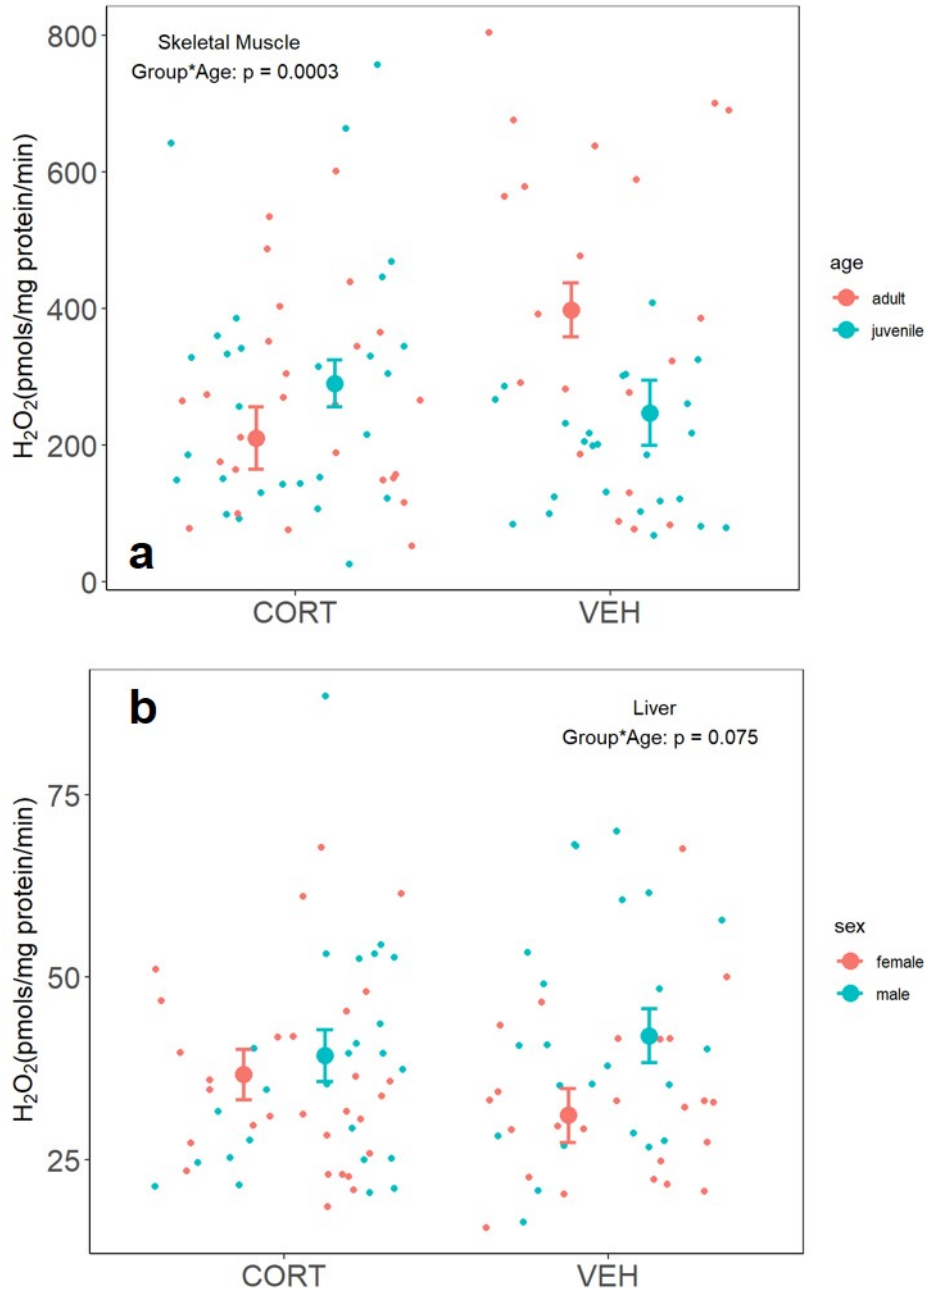 800
Skeletal Muscle
Group*Age: p = 0.0003
600
H₂O₂(pmols/mg protein/min)
age
adult
400
juvenile
200
a
0
CORT VEH
b
Liver
Group*Age: p = 0.075
75
H₂O₂(pmols/mg protein/min)
sex
female
50
male
25
CORT VEH